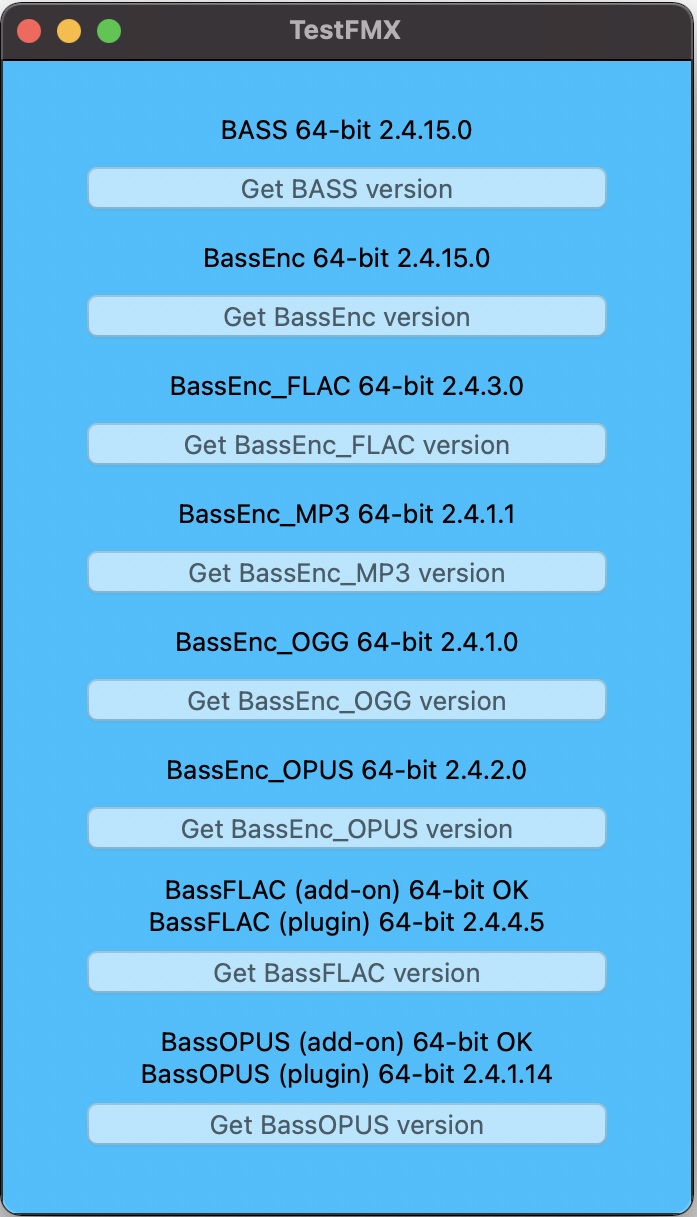 TestFMX
BASS 64-bit 2.4.15.0
Get BASS version
BassEnc 64-bit 2.4.15.0
Get BassEnc version
BassEnc_FLAC 64-bit 2.4.3.0
Get BassEnc_FLAC version
BassEnc_MP3 64-bit 2.4.1.1
Get BassEnc_MP3 version
BassEnc_OGG 64-bit 2.4.1.0
Get BassEnc_OGG version
BassEnc_OPUS 64-bit 2.4.2.0
Get BassEnc_OPUS version
BassFLAC (add-on) 64-bit OK
BassFLAC (plugin) 64-bit 2.4.4.5
Get BassFLAC version
BassOPUS (add-on) 64-bit OK
BassOPUS (plugin) 64-bit 2.4.1.14
Get BassOPUS version